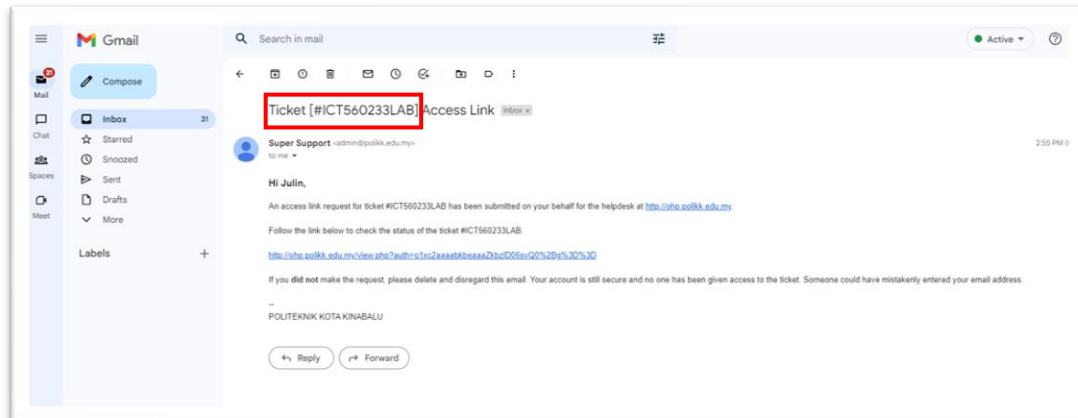 Gmail
Search in mail
Active
31
Mail
Compose
Ticket [#ICT560233LAB] Access Link Inbox x
Inbox 31
Chat
Starred
Super Support <admin@polikk.edu.my> 2:55 PM
to me
Snoozed
Spaces
Sent
Hi Julin,
Drafts
An access link request for ticket #ICT560233LAB has been submitted on your behalf for the helpdesk at http://ohp.polikk.edu.my.
Meet
More
Follow the link below to check the status of the ticket #ICT560233LAB.
Labels +
If you did not make the request, please delete and disregard this email. Your account is still secure and no one has been given access to the ticket. Someone could have mistakenly entered your email address.
--
POLITEKNIK KOTA KINABALU
Reply
Forward